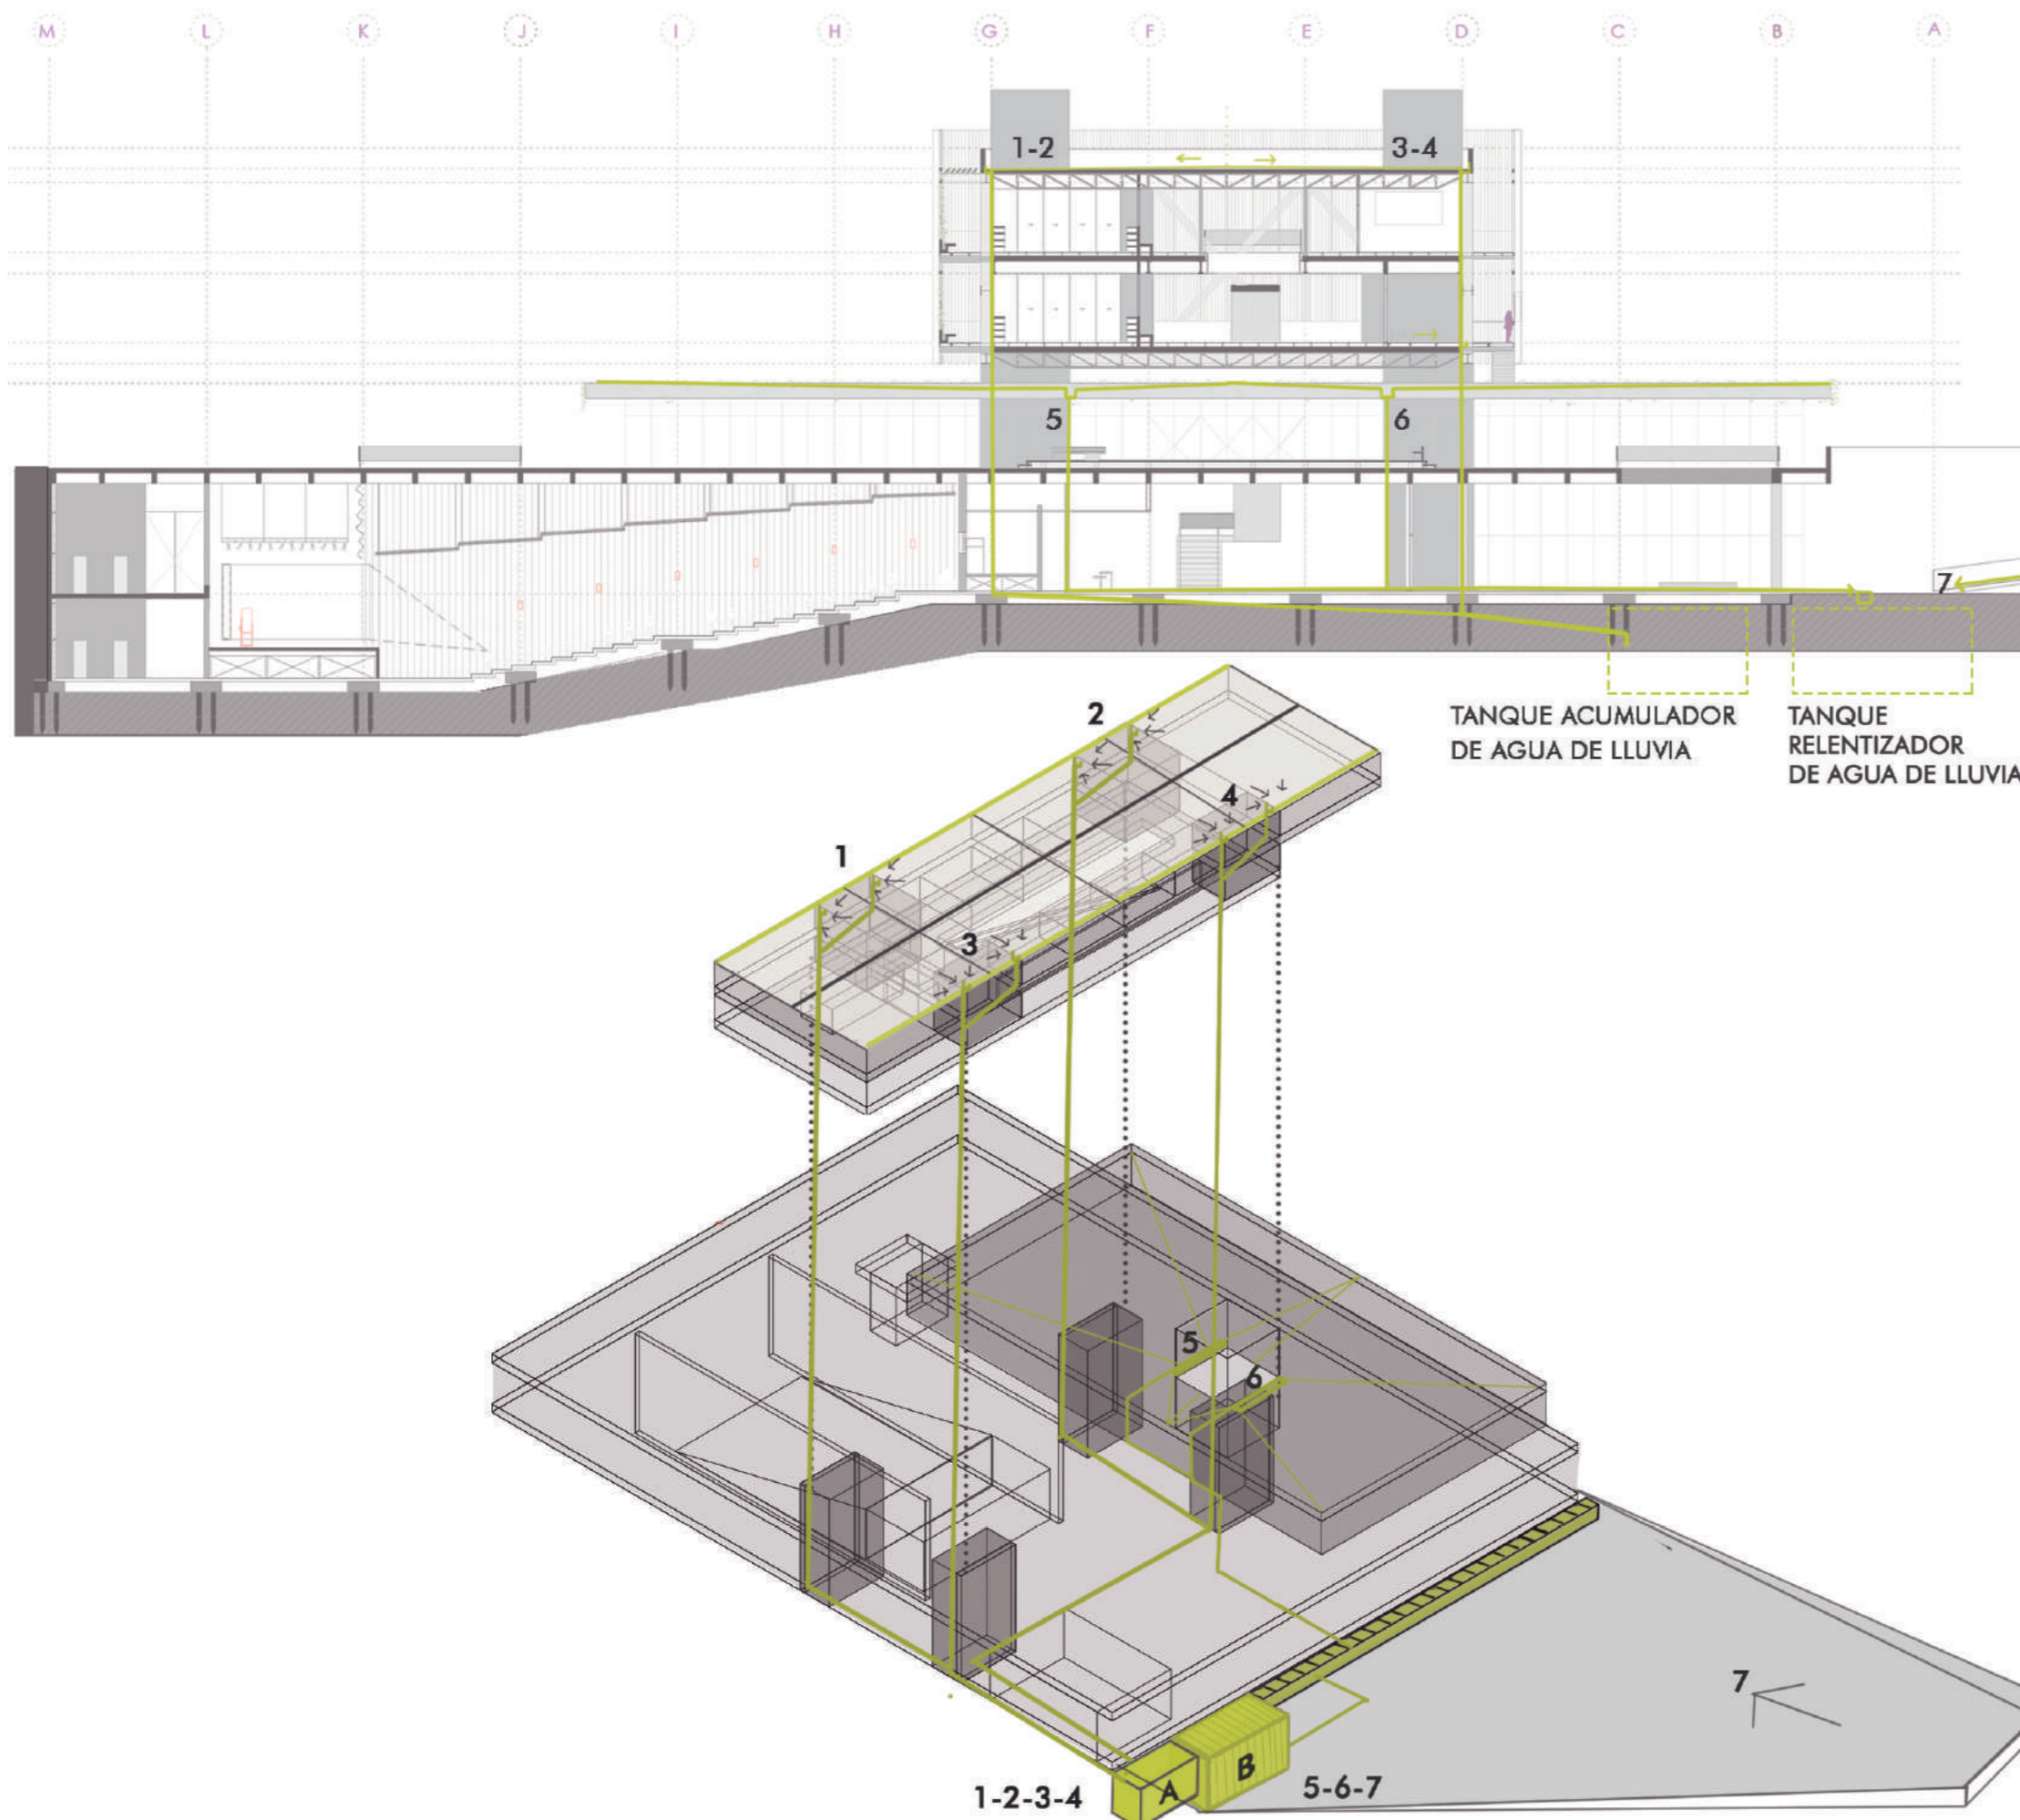 M L K J I H G F E D C B A
1-2 3-4
5 6
7
TANQUE ACUMULADOR
DE AGUA DE LLUVIA
TANQUE
RELENTIZADOR
DE AGUA DE LLUVIA
2
4
1
3
5
6
7
B
A
1-2-3-4
5-6-7